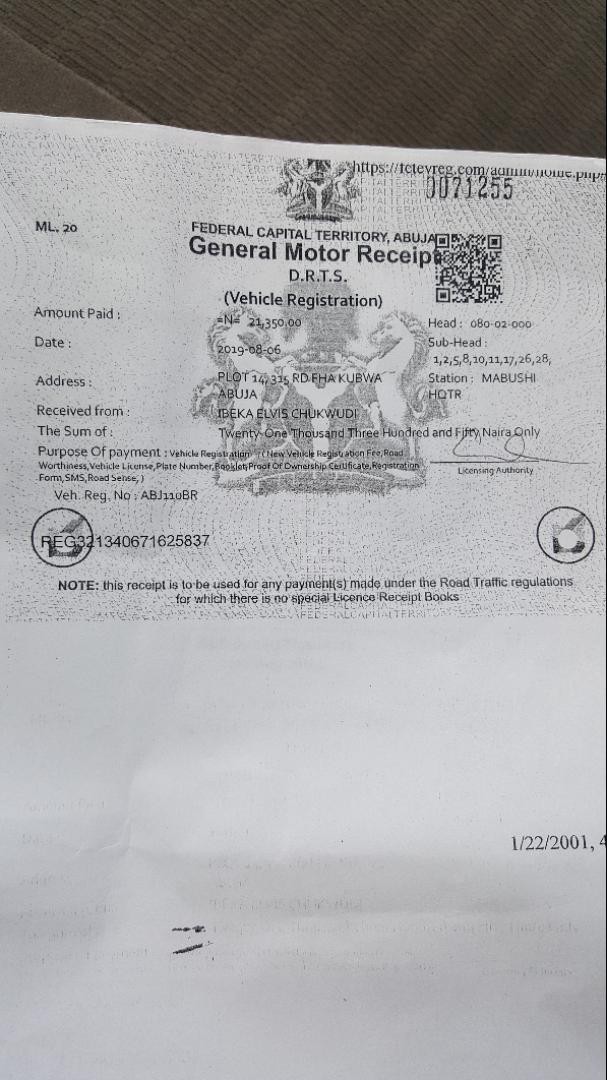 https://fctevreg.com/admin/home.php#
0071255
ML. 20
FEDERAL CAPITAL TERRITORY, ABUJA
General Motor Receipt
D.R.T.S.
(Vehicle Registration)
Amount Paid : =N= 21,350.00
Head : 080-02-000
Date : 2019-08-06
Sub-Head :
1,2,5,8,10,11,17,26,28,
Address : PLOT 14, 315 RD FHA KUBWA
ABUJA
Station : MABUSHI
HQTR
Received from : IBEKA ELVIS CHUKWUDI
The Sum of : Twenty-One Thousand Three Hundred and Fifty Naira Only
Purpose Of payment : Vehicle Registration ( New Vehicle Registration Fee,Road
Worthiness,Vehicle License,Plate Number,Booklet,Proof Of Ownership Certificate,Registration
Form,SMS,Road Sense, )
Licensing Authority
Veh. Reg. No : ABJ110BR
REG321340671625837
NOTE: this receipt is to be used for any payment(s) made under the Road Traffic regulations
for which there is no special Licence Receipt Books
1/22/2001, 4